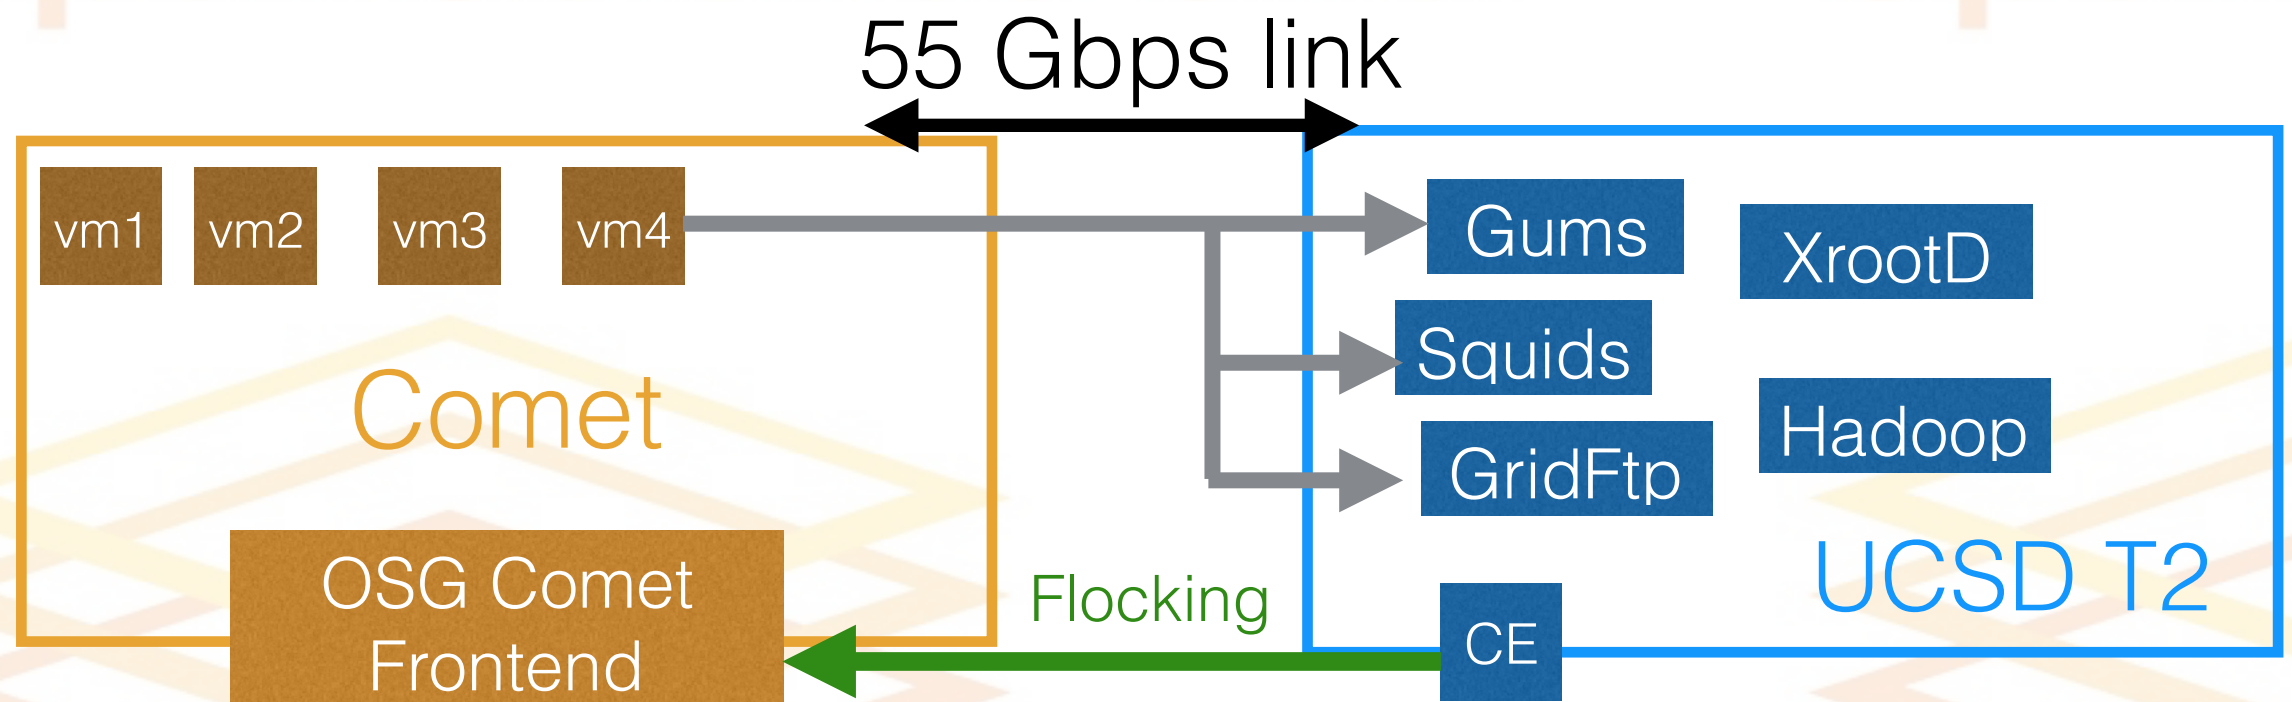 55 Gbps link
vm1
vm2
vm3
vm4
Gums
XrootD
Squids
Comet
Hadoop
GridFtp
OSG Comet
Frontend
Flocking
CE
UCSD T2